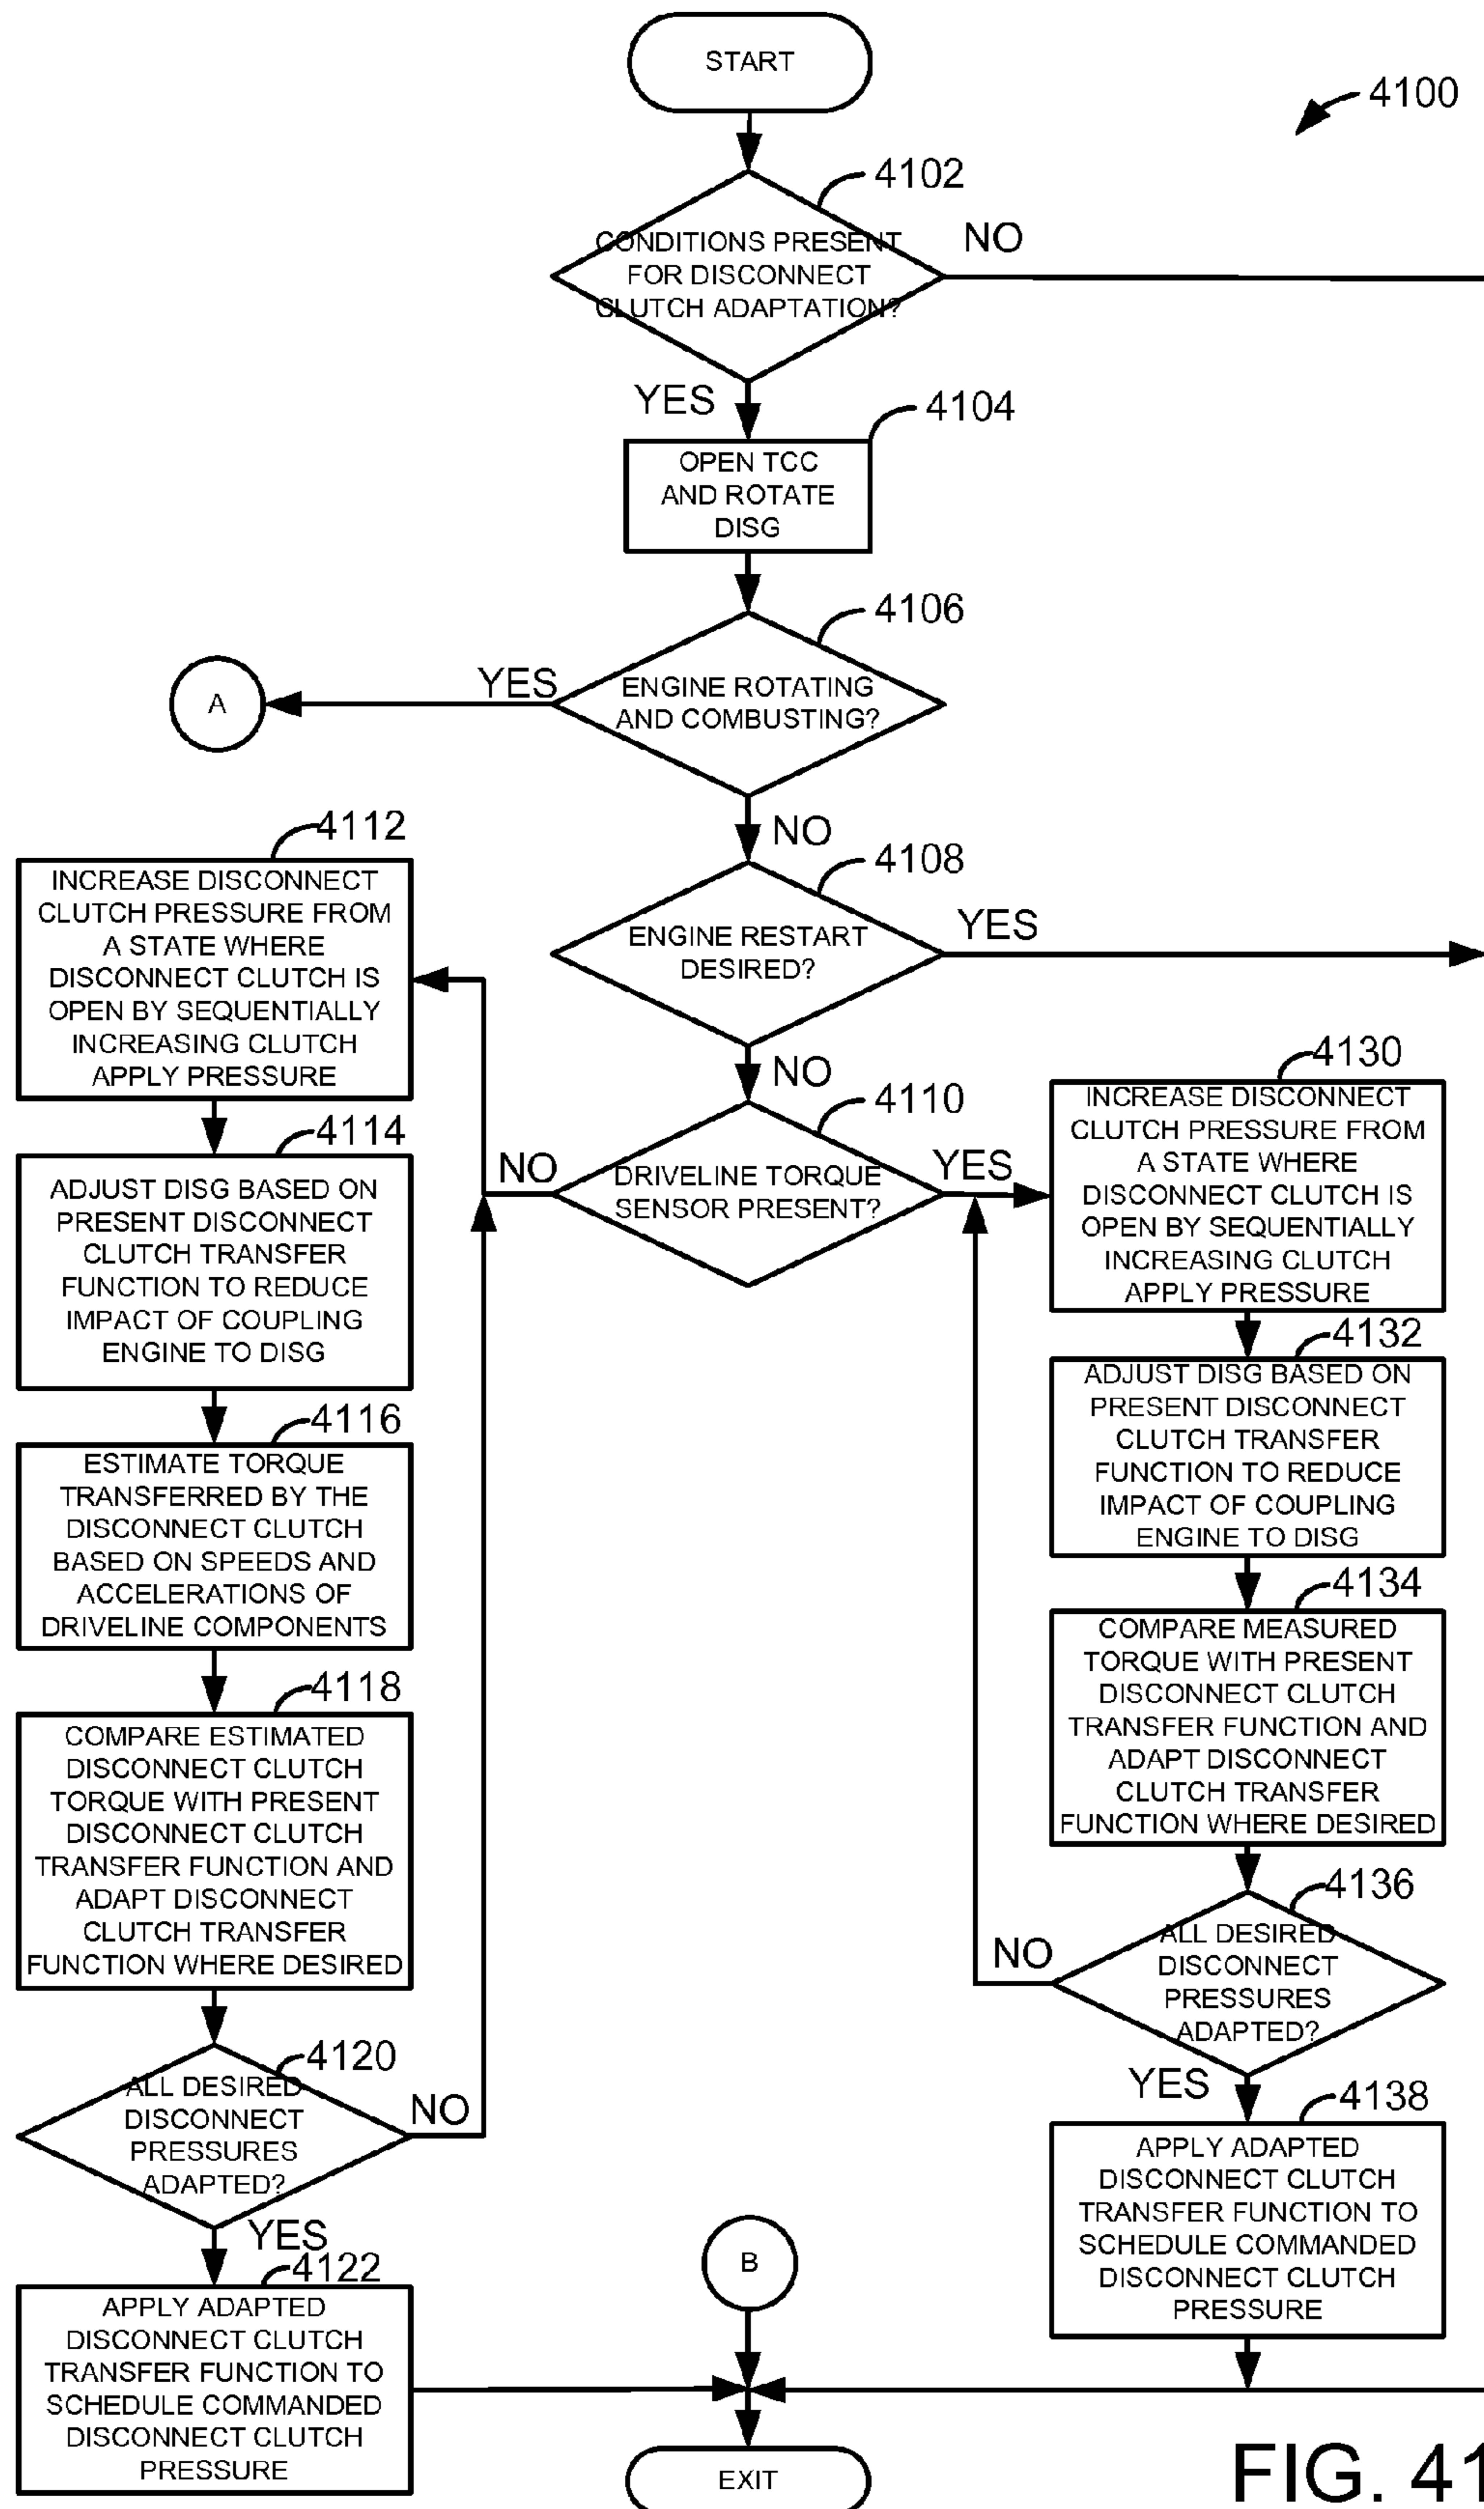 START
4100
4102
CONDITIONS PRESENT
FOR DISCONNECT
CLUTCH ADAPTATION?
NO
YES
4104
OPEN TCC
AND ROTATE
DISG
4106
ENGINE ROTATING
AND COMBUSTING?
YES
A
NO
4108
ENGINE RESTART
DESIRED?
YES
NO
4110
DRIVELINE TORQUE
SENSOR PRESENT?
NO
YES
4112
INCREASE DISCONNECT
CLUTCH PRESSURE FROM
A STATE WHERE
DISCONNECT CLUTCH IS
OPEN BY SEQUENTIALLY
INCREASING CLUTCH
APPLY PRESSURE
4114
ADJUST DISG BASED ON
PRESENT DISCONNECT
CLUTCH TRANSFER
FUNCTION TO REDUCE
IMPACT OF COUPLING
ENGINE TO DISG
4116
ESTIMATE TORQUE
TRANSFERRED BY THE
DISCONNECT CLUTCH
BASED ON SPEEDS AND
ACCELERATIONS OF
DRIVELINE COMPONENTS
4118
COMPARE ESTIMATED
DISCONNECT CLUTCH
TORQUE WITH PRESENT
DISCONNECT CLUTCH
TRANSFER FUNCTION AND
ADAPT DISCONNECT
CLUTCH TRANSFER
FUNCTION WHERE DESIRED
4120
ALL DESIRED
DISCONNECT
PRESSURES
ADAPTED?
NO
YES
4122
APPLY ADAPTED
DISCONNECT CLUTCH
TRANSFER FUNCTION TO
SCHEDULE COMMANDED
DISCONNECT CLUTCH
PRESSURE
4130
INCREASE DISCONNECT
CLUTCH PRESSURE FROM
A STATE WHERE
DISCONNECT CLUTCH IS
OPEN BY SEQUENTIALLY
INCREASING CLUTCH
APPLY PRESSURE
4132
ADJUST DISG BASED ON
PRESENT DISCONNECT
CLUTCH TRANSFER
FUNCTION TO REDUCE
IMPACT OF COUPLING
ENGINE TO DISG
4134
COMPARE MEASURED
TORQUE WITH PRESENT
DISCONNECT CLUTCH
TRANSFER FUNCTION AND
ADAPT DISCONNECT
CLUTCH TRANSFER
FUNCTION WHERE DESIRED
4136
ALL DESIRED
DISCONNECT
PRESSURES
ADAPTED?
NO
YES
4138
APPLY ADAPTED
DISCONNECT CLUTCH
TRANSFER FUNCTION TO
SCHEDULE COMMANDED
DISCONNECT CLUTCH
PRESSURE
B
EXIT
FIG. 41